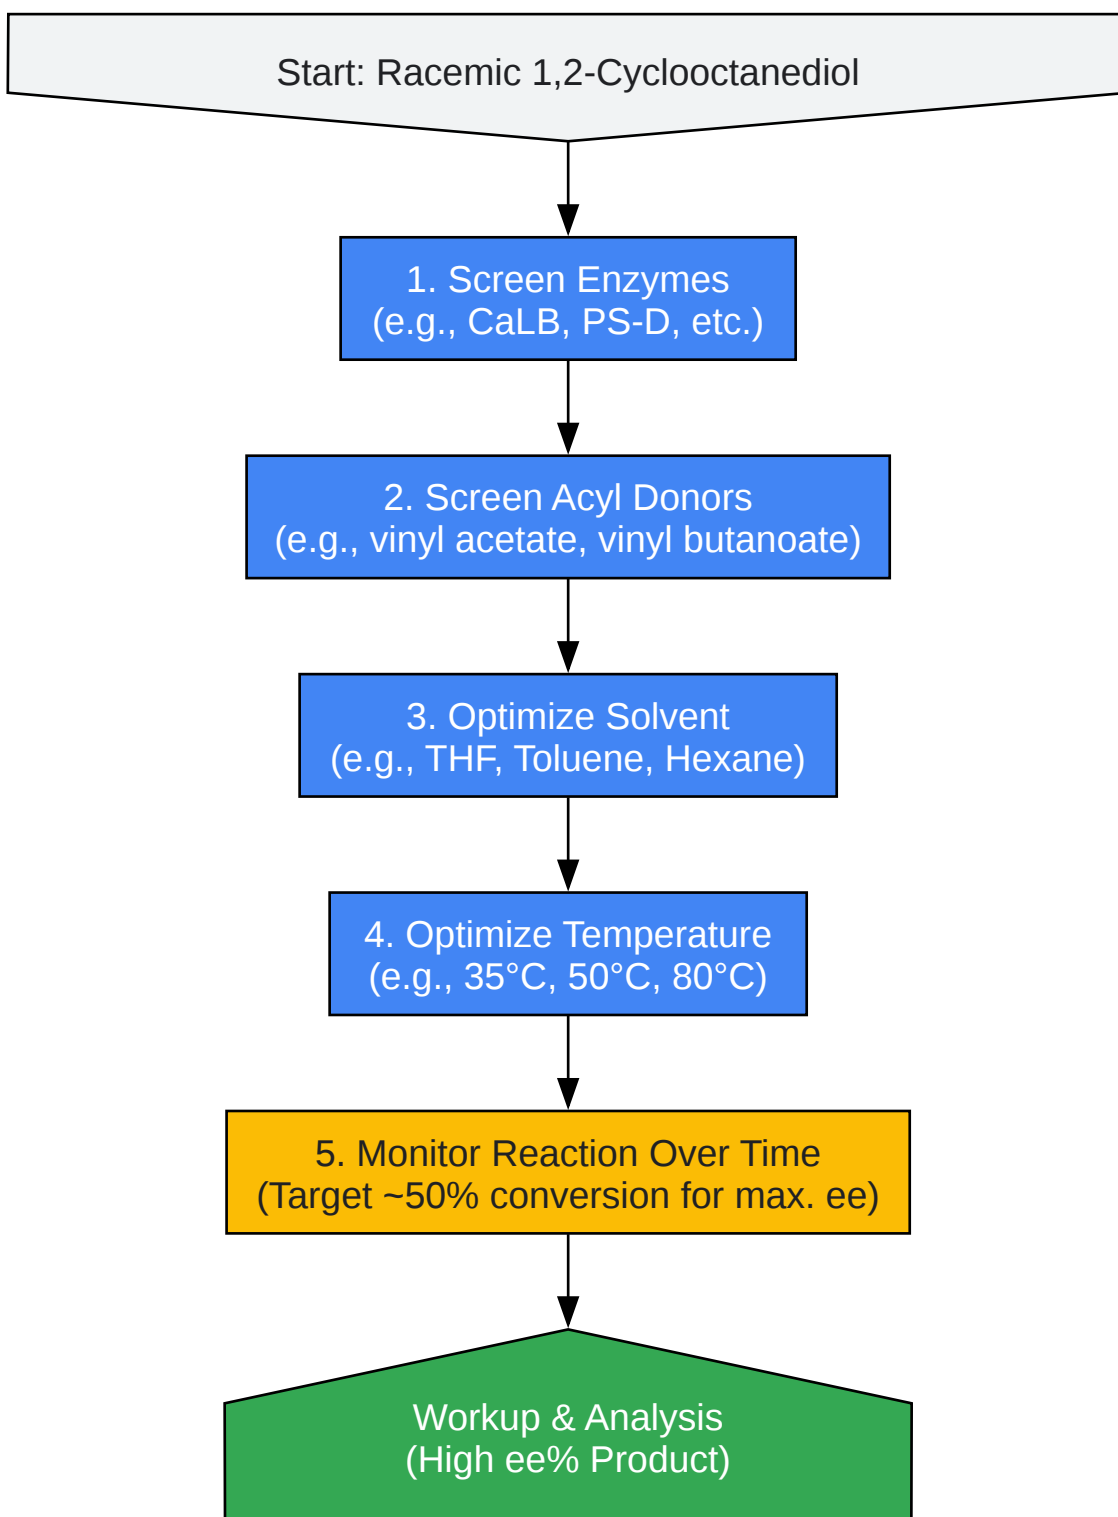 Start: Racemic 1,2-Cyclooctanediol
1. Screen Enzymes
(e.g., CaLB, PS-D, etc.)
2. Screen Acyl Donors
(e.g., vinyl acetate, vinyl butanoate)
3. Optimize Solvent
(e.g., THF, Toluene, Hexane)
4. Optimize Temperature
(e.g., 35°C, 50°C, 80°C)
5. Monitor Reaction Over Time
(Target ~50% conversion for max. ee)
Workup & Analysis
(High ee% Product)